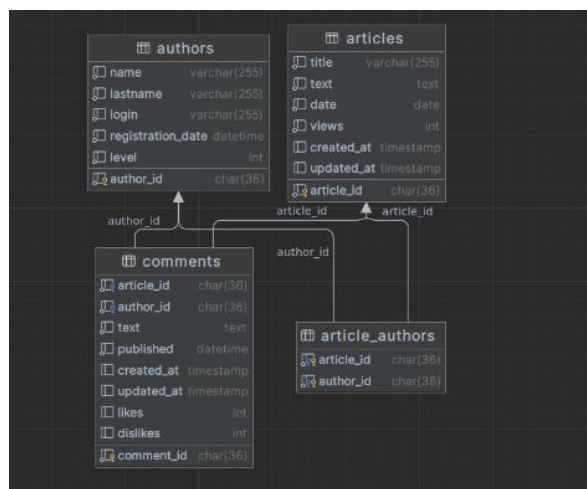 authors
name varchar(255)
lastname varchar(255)
login varchar(255)
registration_date datetime
level int
author_id char(36)
articles
title varchar(255)
text text
date date
views int
created_at timestamp
updated_at timestamp
article_id char(36)
author_id
article_id
article_id
author_id
comments
article_id char(36)
author_id char(36)
text text
published datetime
created_at timestamp
updated_at timestamp
likes int
dislikes int
comment_id char(36)
article_authors
article_id char(36)
author_id char(36)